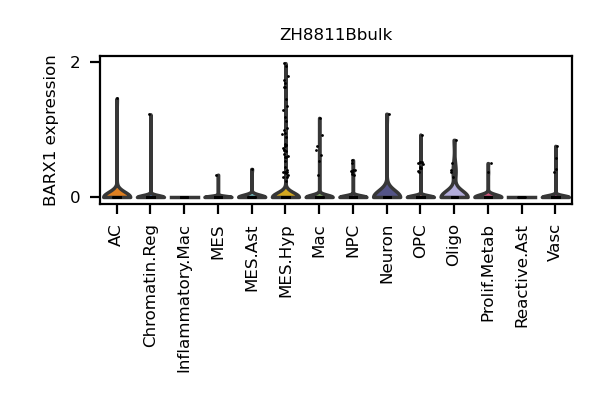 ZH8811Bbulk
BARX1 expression
2
0
AC
Chromatin.Reg
Inflammatory.Mac
MES
MES.Ast
MES.Hyp
Mac
NPC
Neuron
OPC
Oligo
Prolif.Metab
Reactive.Ast
Vasc